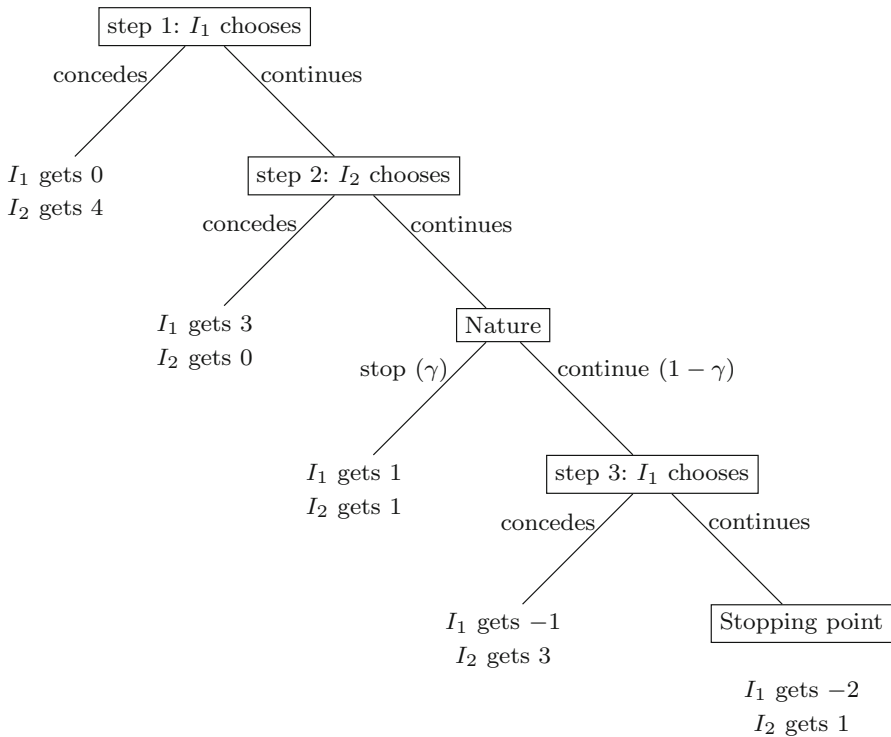 step 1: I₁ chooses
concedes
continues
I₁ gets 0
I₂ gets 4
step 2: I₂ chooses
concedes
continues
I₁ gets 3
I₂ gets 0
Nature
stop (γ)
continue (1 − γ)
I₁ gets 1
I₂ gets 1
step 3: I₁ chooses
concedes
continues
I₁ gets −1
I₂ gets 3
Stopping point
I₁ gets −2
I₂ gets 1